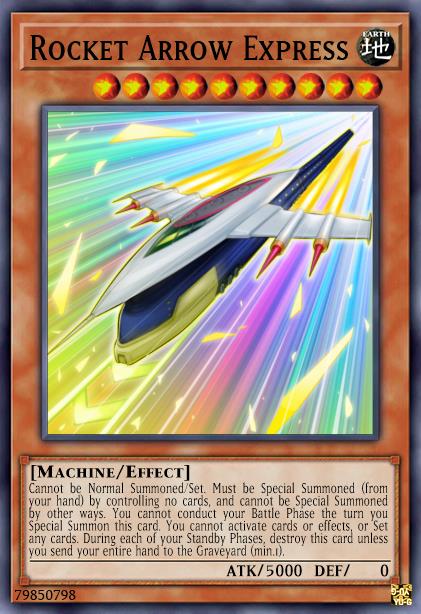 ROCKET ARROW EXPRESS
EARTH
地
[MACHINE/EFFECT]
Cannot be Normal Summoned/Set. Must be Special Summoned (from
your hand) by controlling no cards, and cannot be Special Summoned
by other ways. You cannot conduct your Battle Phase the turn you
Special Summon this card. You cannot activate cards or effects, or Set
any cards. During each of your Standby Phases, destroy this card unless
you send your entire hand to the Graveyard (min.1).
ATK/5000 DEF/ 0
79850798